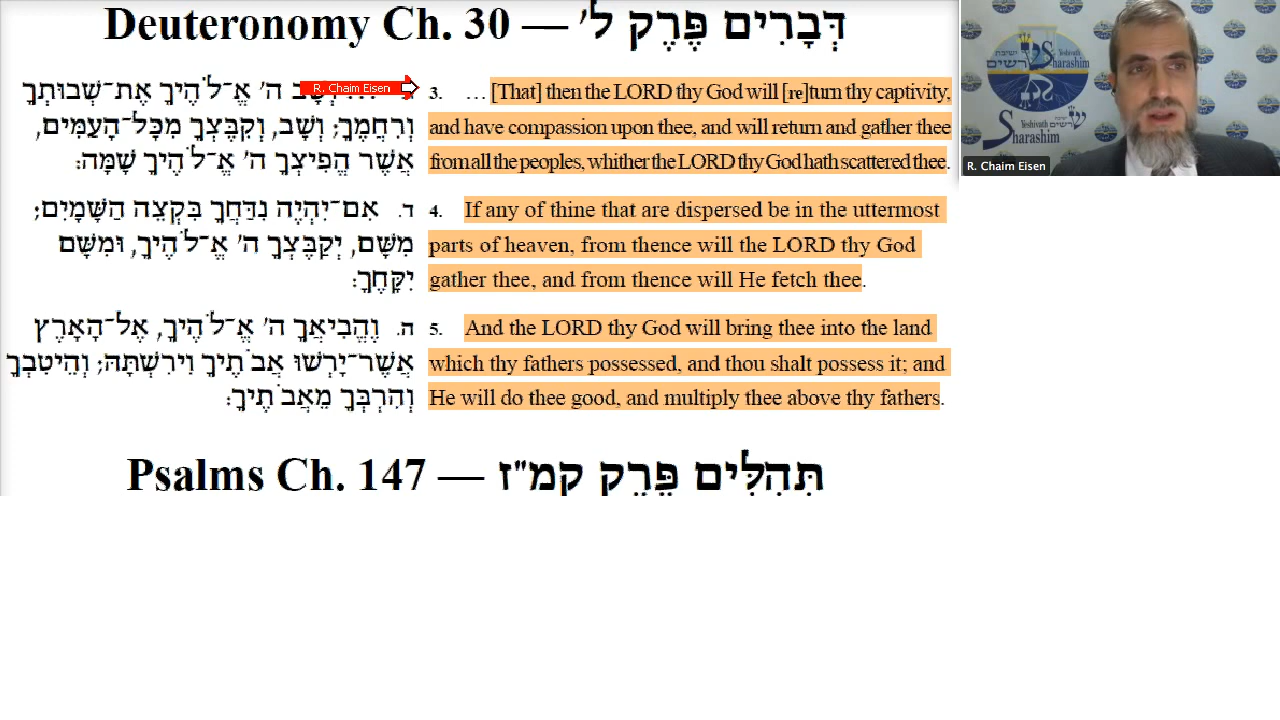 Deuteronomy Ch. 30 — דְּבָרִים פֶּרֶק ל׳
ה׳ אֱ־לֹהֶיךָ אֶת־שְׁבוּתְךָ
וְרִחֲמֶךָ; וְשָׁב, וְקִבֶּצְךָ מִכָּל־הָעַמִּים,
אֲשֶׁר הֱפִיצְךָ ה׳ אֱ־לֹהֶיךָ שָׁמָּה:
R. Chaim Eisen
3. … [That] then the LORD thy God will [re]turn thy captivity,
and have compassion upon thee, and will return and gather thee
from all the peoples, whither the LORD thy God hath scattered thee.
ד. אִם־יִהְיֶה נִדַּחֲךָ בִּקְצֵה הַשָּׁמָיִם;
מִשָּׁם, יְקַבֶּצְךָ ה׳ אֱ־לֹהֶיךָ, וּמִשָּׁם
יִקָּחֶךָ:
4. If any of thine that are dispersed be in the uttermost
parts of heaven, from thence will the LORD thy God
gather thee, and from thence will He fetch thee.
ה. וֶהֱבִיאֲךָ ה׳ אֱ־לֹהֶיךָ, אֶל־הָאָרֶץ
אֲשֶׁר־יָרְשׁוּ אֲבֹתֶיךָ וִירִשְׁתָּהּ; וְהֵיטִבְךָ
וְהִרְבְּךָ מֵאֲבֹתֶיךָ:
5. And the LORD thy God will bring thee into the land
which thy fathers possessed, and thou shalt possess it; and
He will do thee good, and multiply thee above thy fathers.
Psalms Ch. 147 — תְּהִלִּים פֶּרֶק קמ״ז
ישיבת
שרשים
Sharashim
Yeshivath
Sharashim
שרשים
R. Chaim Eisen